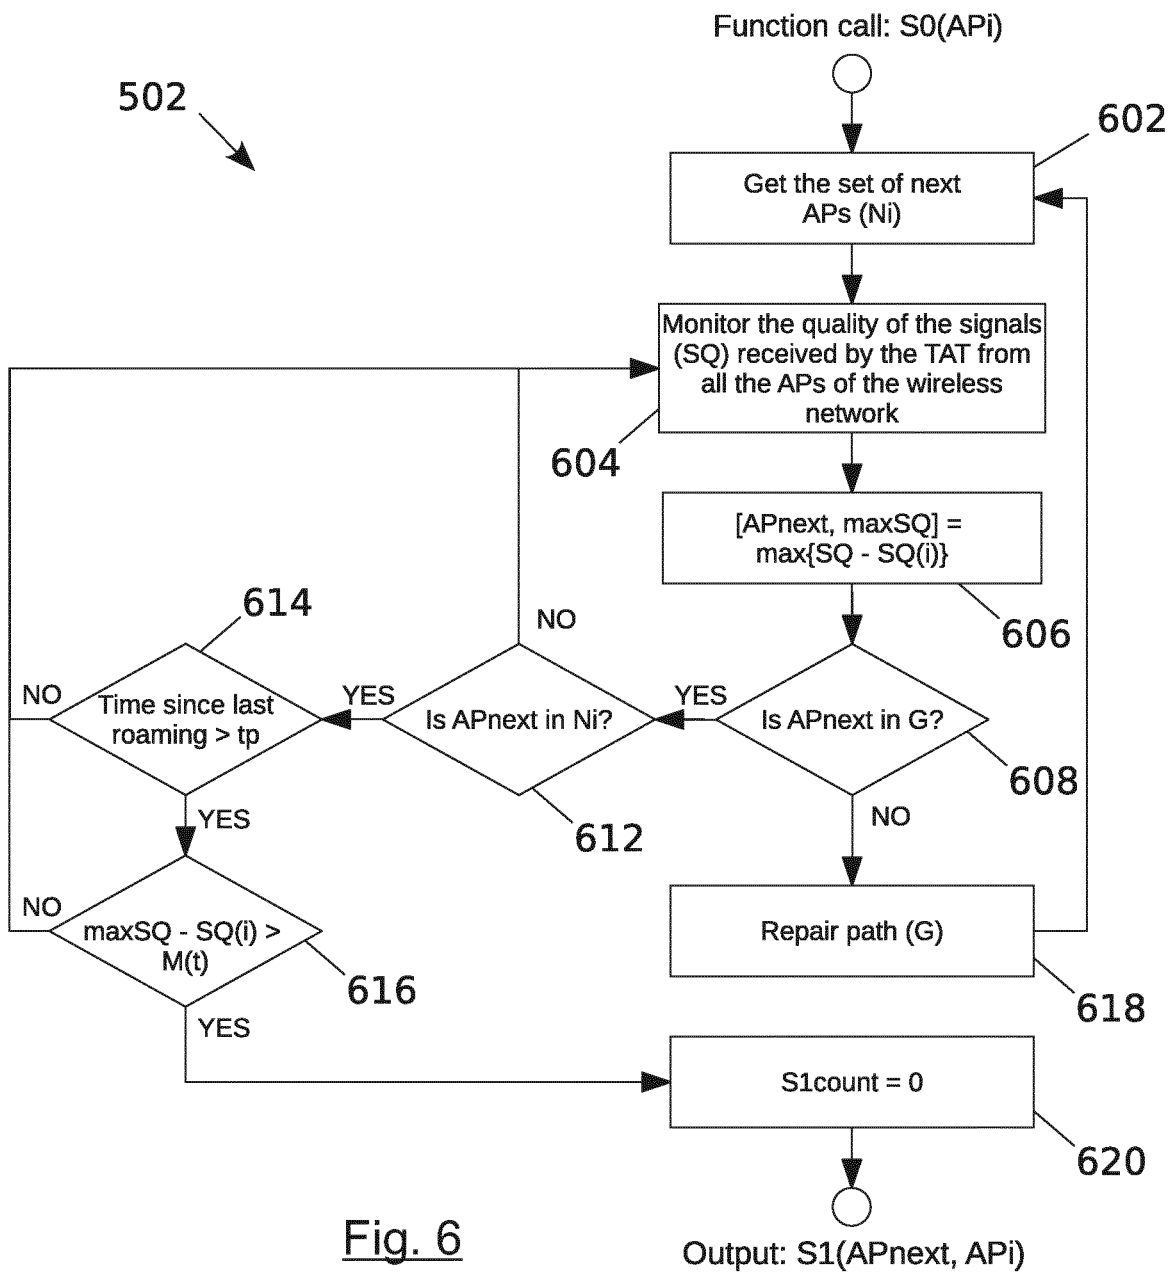 Function call: S0(APi)
502
602
Get the set of next
APs (Ni)
Monitor the quality of the signals
(SQ) received by the TAT from
all the APs of the wireless
network
604
[APnext, maxSQ] =
max{SQ - SQ(i)}
606
614
NO
NO
Time since last
roaming > tp
YES
Is APnext in Ni?
YES
Is APnext in G?
608
612
YES
NO
NO
maxSQ - SQ(i) >
M(t)
616
Repair path (G)
618
YES
S1count = 0
620
Fig. 6
Output: S1(APnext, APi)